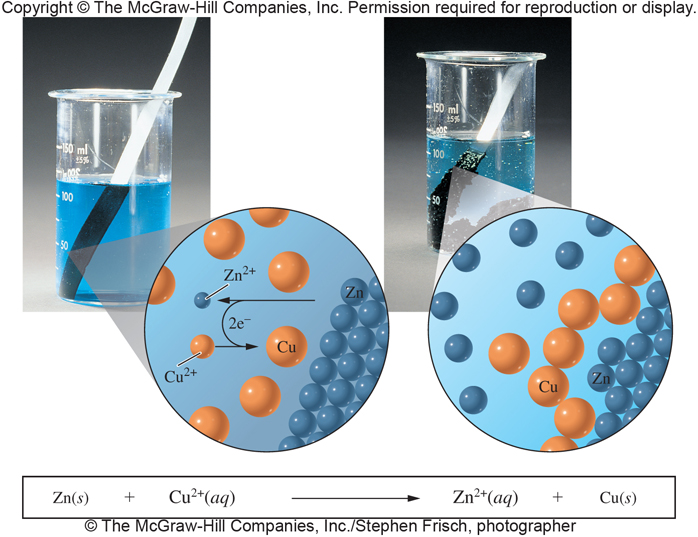 Copyright © The McGraw-Hill Companies, Inc. Permission required for reproduction or display.
150 ml
±5%
100
50
150 ml
±5%
100
50
Zn²⁺
2e⁻
Cu
Cu²⁺
Zn
Cu
Zn
Zn(s) + Cu²⁺(aq) ⟶ Zn²⁺(aq) + Cu(s)
© The McGraw-Hill Companies, Inc./Stephen Frisch, photographer